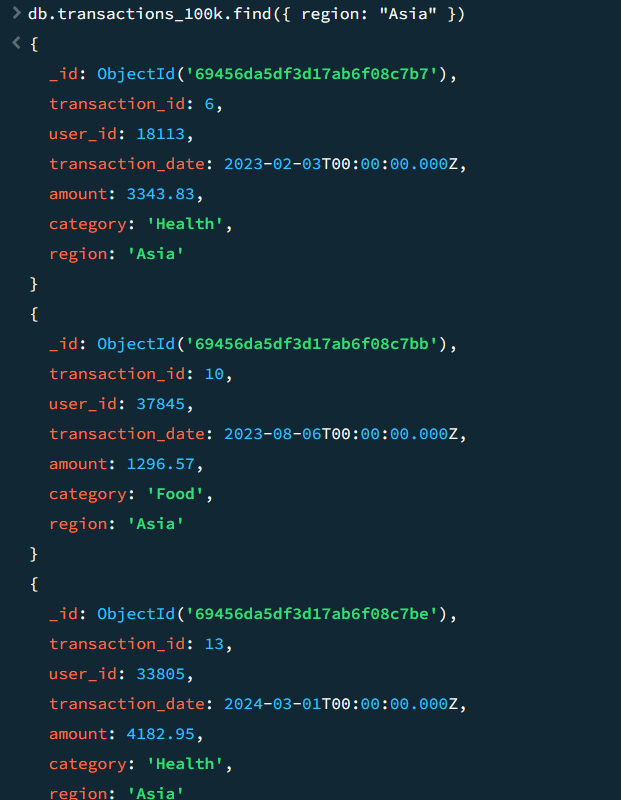 db.transactions_100k.find({ region: "Asia" })
{
_id: ObjectId('69456da5df3d17ab6f08c7b7'),
transaction_id: 6,
user_id: 18113,
transaction_date: 2023-02-03T00:00:00.000Z,
amount: 3343.83,
category: 'Health',
region: 'Asia'
}
{
_id: ObjectId('69456da5df3d17ab6f08c7bb'),
transaction_id: 10,
user_id: 37845,
transaction_date: 2023-08-06T00:00:00.000Z,
amount: 1296.57,
category: 'Food',
region: 'Asia'
}
{
_id: ObjectId('69456da5df3d17ab6f08c7be'),
transaction_id: 13,
user_id: 33805,
transaction_date: 2024-03-01T00:00:00.000Z,
amount: 4182.95,
category: 'Health',
region: 'Asia'